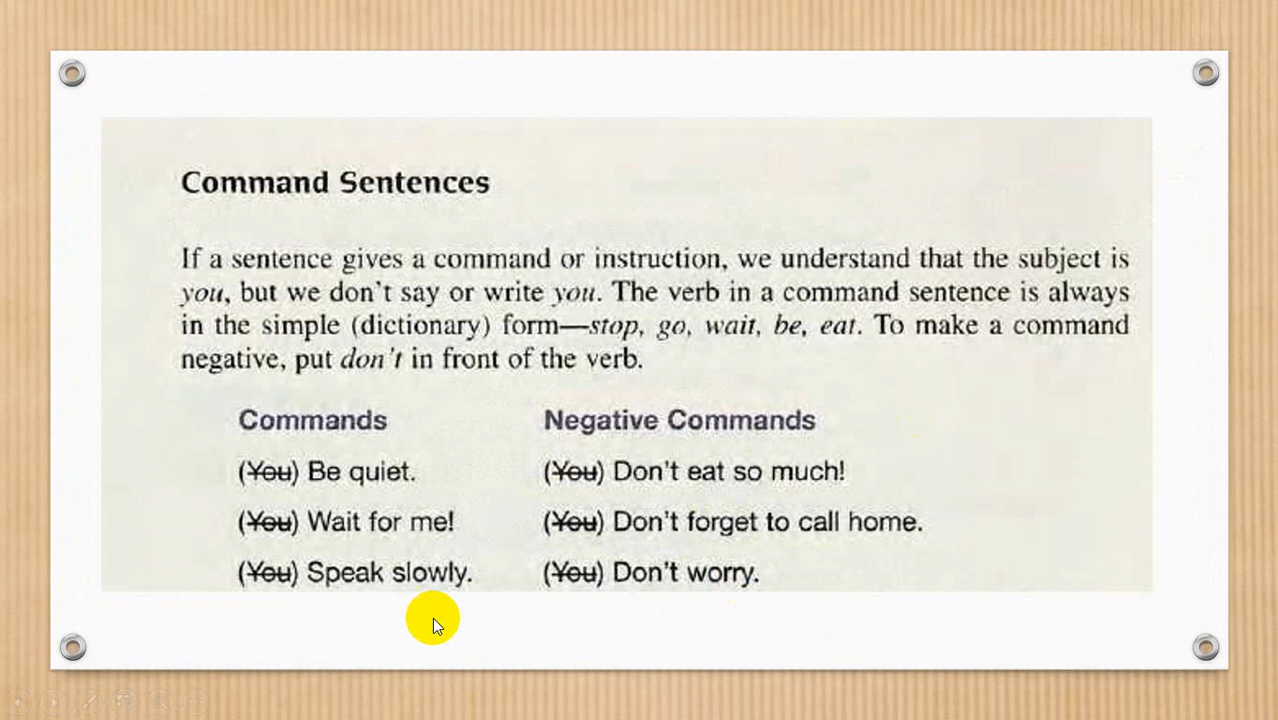 Command Sentences
If a sentence gives a command or instruction, we understand that the subject is
you, but we don't say or write you. The verb in a command sentence is always
in the simple (dictionary) form—stop, go, wait, be, eat. To make a command
negative, put don't in front of the verb.
Commands Negative Commands
(You) Be quiet. (You) Don't eat so much!
(You) Wait for me! (You) Don't forget to call home.
(You) Speak slowly. (You) Don't worry.